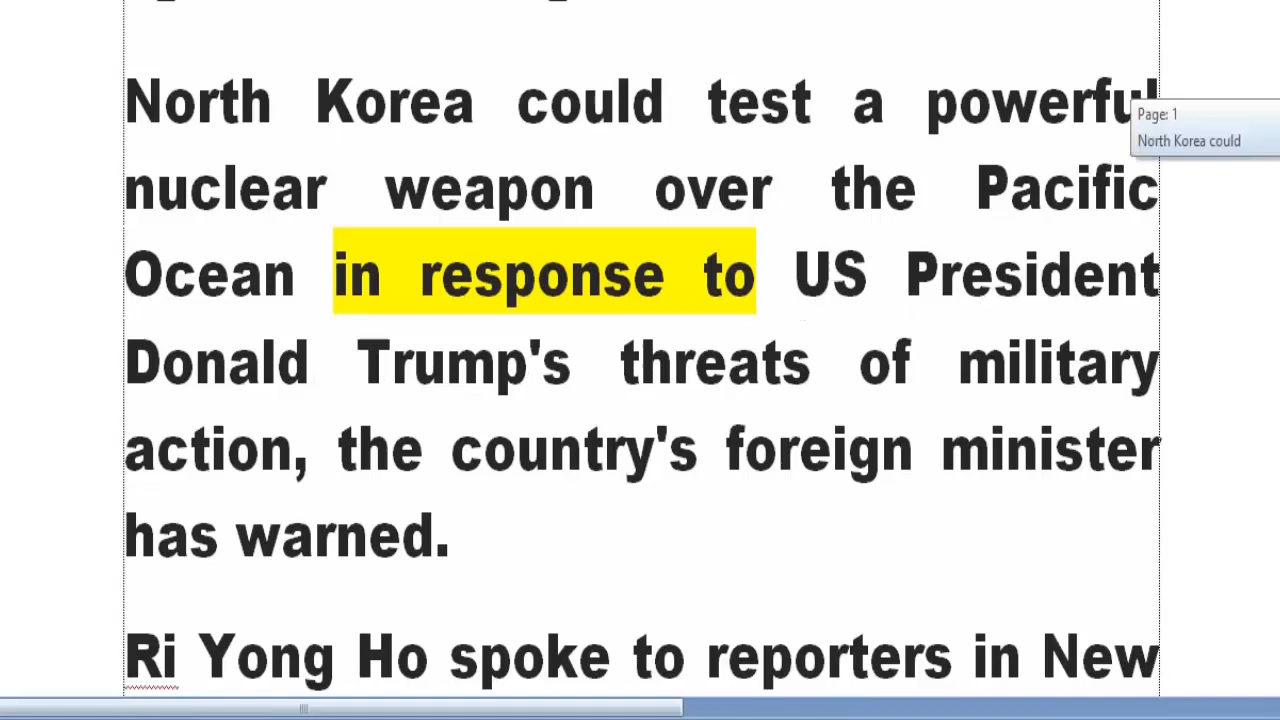 North Korea could test a powerful
Page: 1
North Korea could
nuclear weapon over the Pacific
Ocean in response to US President
Donald Trump's threats of military
action, the country's foreign minister
has warned.
Ri Yong Ho spoke to reporters in New